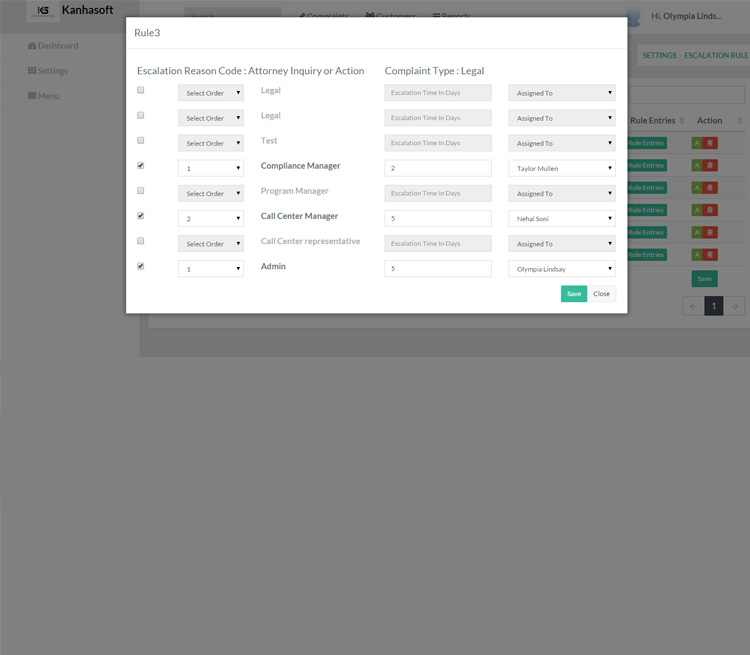 KS Kanhasoft
Search Complaints Customers Reports Hi, Olympia Linds...
Dashboard
Settings
Menu
SETTINGS - ESCALATION RULE
Rule3
Escalation Reason Code : Attorney Inquiry or Action Complaint Type : Legal
Select Order Legal Escalation Time In Days Assigned To
Select Order Legal Escalation Time In Days Assigned To
Select Order Test Escalation Time In Days Assigned To
1 Compliance Manager 2 Taylor Mullen
Select Order Program Manager Escalation Time In Days Assigned To
2 Call Center Manager 5 Nehal Soni
Select Order Call Center representative Escalation Time In Days Assigned To
1 Admin 5 Olympia Lindsay
Save Close
Rule Entries Action
Rule Entries A
Rule Entries A
Rule Entries A
Rule Entries A
Rule Entries A
Rule Entries A
Save
← 1 →